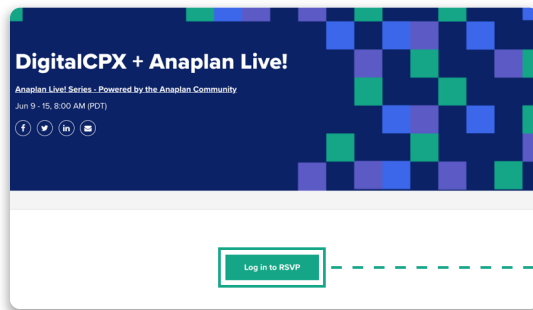 DigitalCPX + Anaplan Live!
Anaplan Live! Series - Powered by the Anaplan Community
Jun 9 - 15, 8:00 AM (PDT)
Log in to RSVP